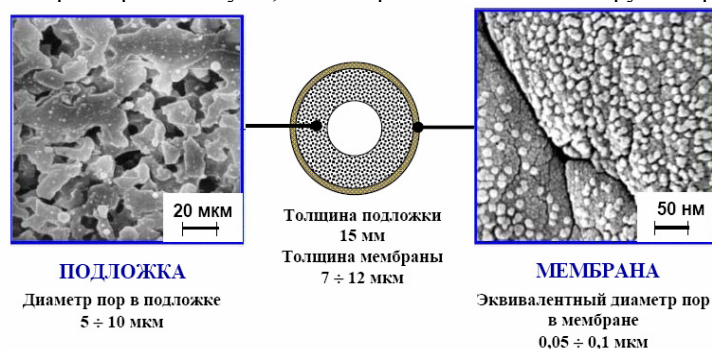 20 мкм
50 нм
Толщина подложки
15 мм
Толщина мембраны
7 ÷ 12 мкм
ПОДЛОЖКА
Диаметр пор в подложке
5 ÷ 10 мкм
МЕМБРАНА
Эквивалентный диаметр пор
в мембране
0,05 ÷ 0,1 мкм